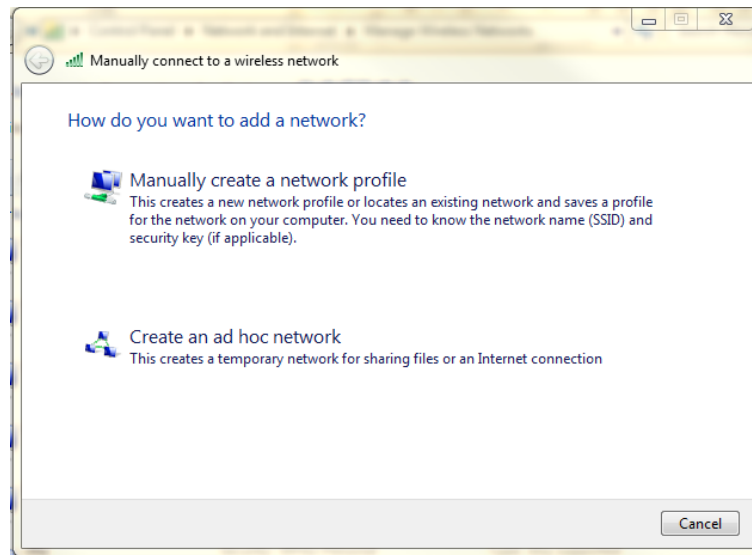 Manually connect to a wireless network
How do you want to add a network?
Manually create a network profile
This creates a new network profile or locates an existing network and saves a profile
for the network on your computer. You need to know the network name (SSID) and
security key (if applicable).
Create an ad hoc network
This creates a temporary network for sharing files or an Internet connection
Cancel